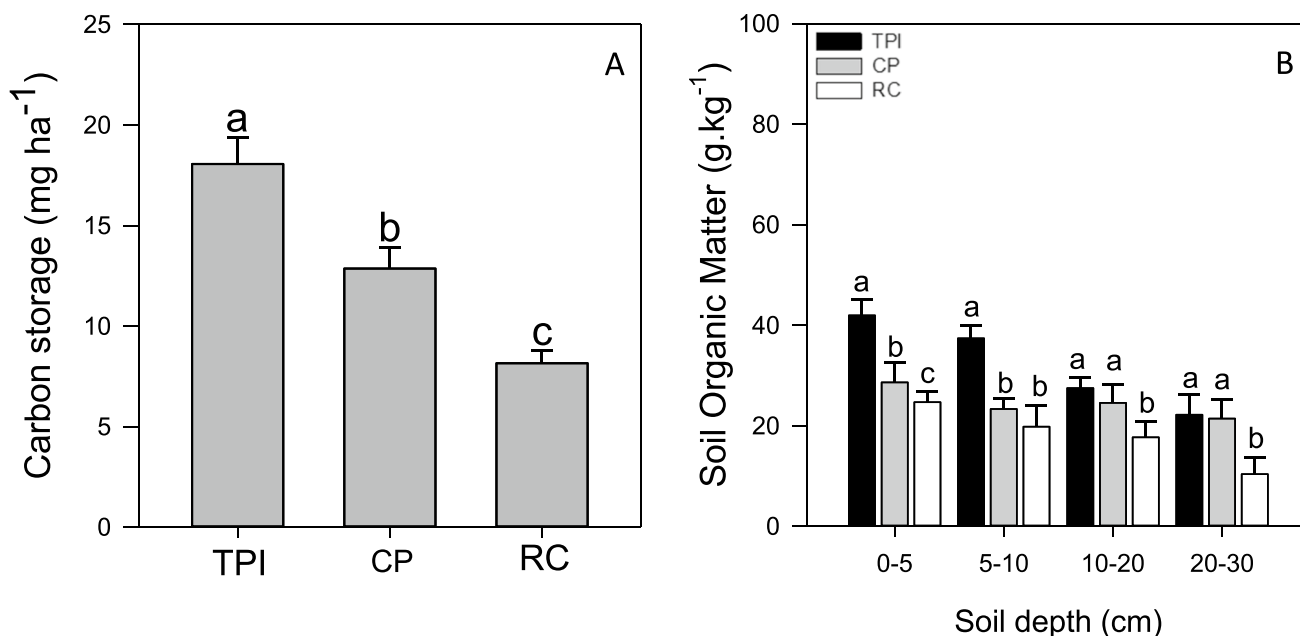 A
Carbon storage (mg ha⁻¹)
25
20
15
10
5
0
a
b
c
TPI CP RC
B
TPI
CP
RC
Soil Organic Matter (g.kg⁻¹)
100
80
60
40
20
0
a b c a b b a a b a a b
0-5 5-10 10-20 20-30
Soil depth (cm)